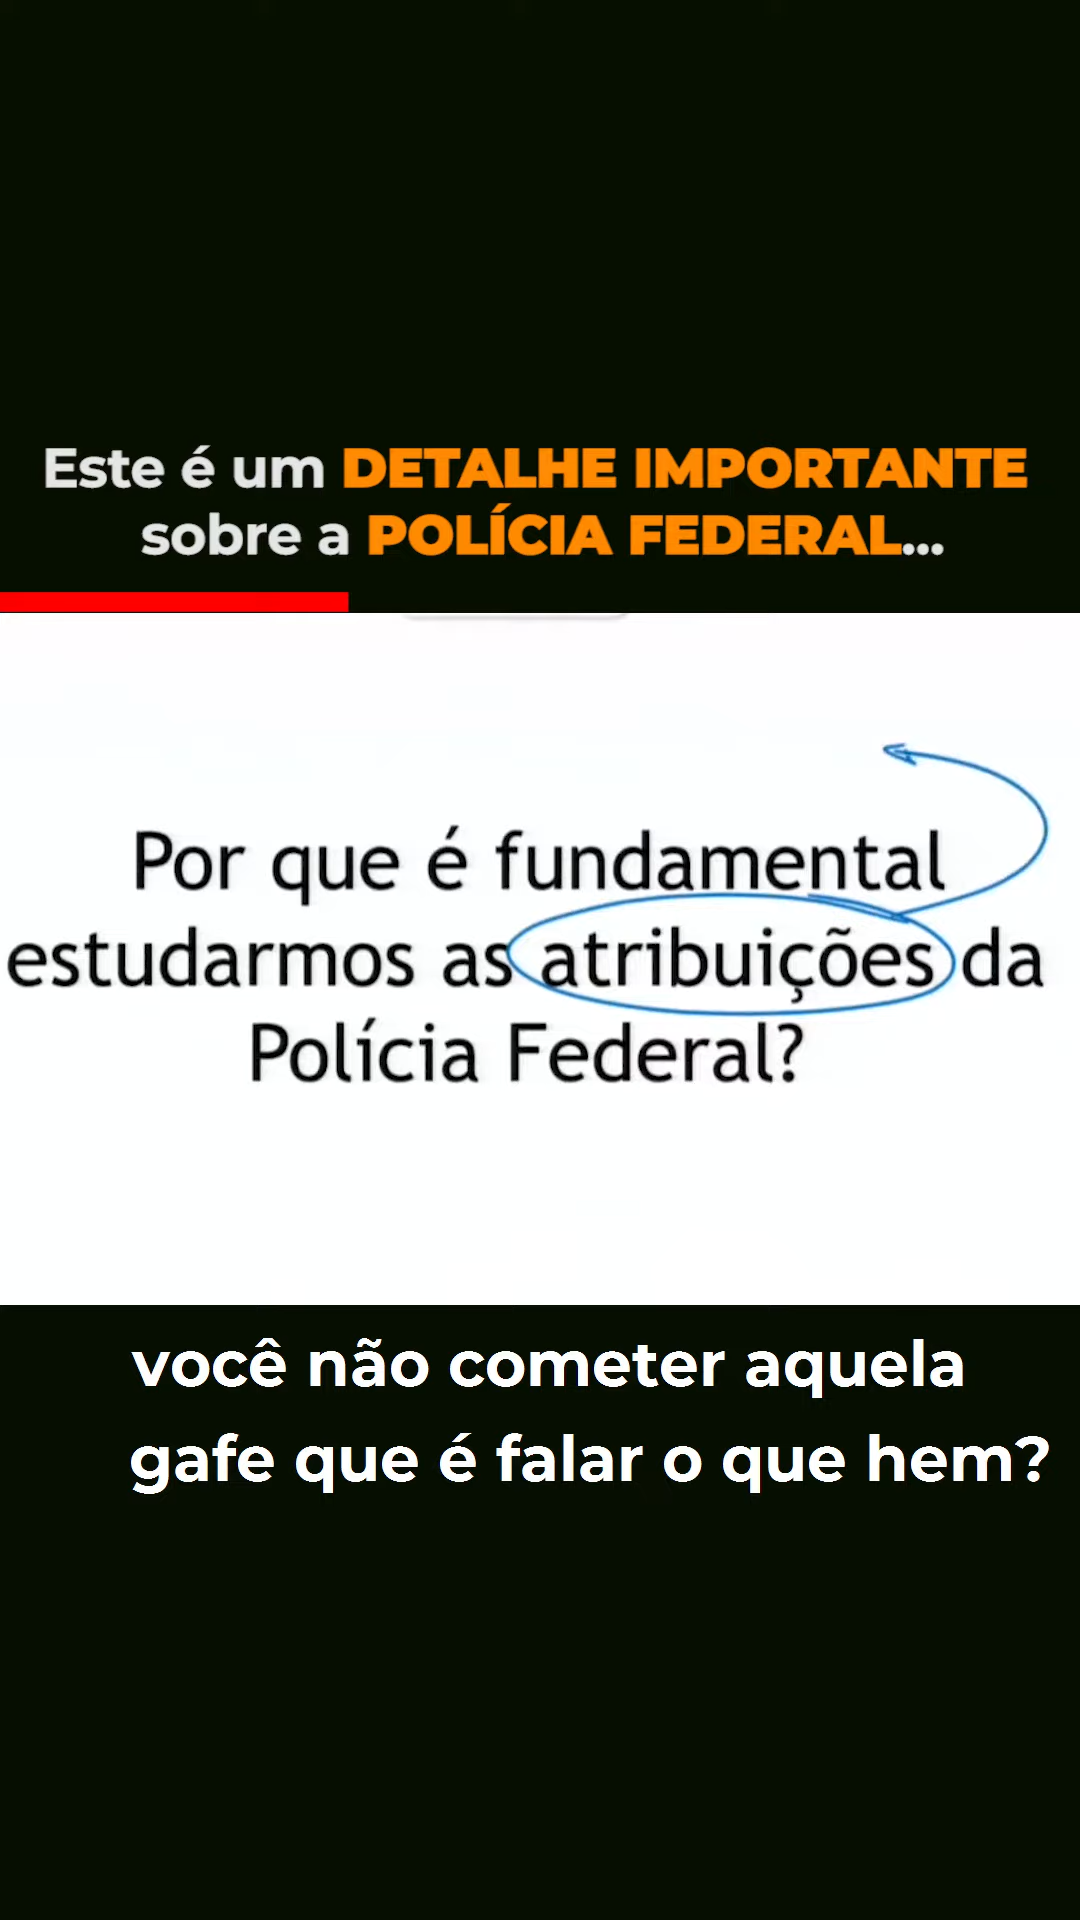 Este é um DETALHE IMPORTANTE
sobre a POLÍCIA FEDERAL...
Por que é fundamental
estudarmos as atribuições da
Polícia Federal?
você não cometer aquela
gafe que é falar o que hem?